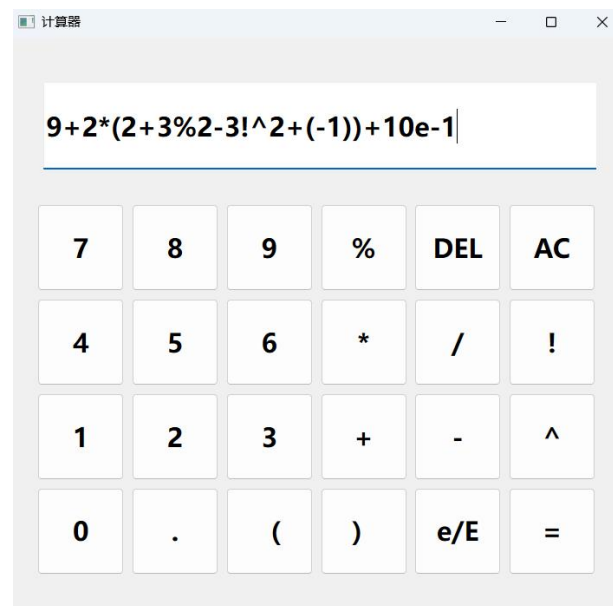 计算器
9+2*(2+3%2-3!^2+(-1))+10e-1
7 8 9 % DEL AC
4 5 6 * / !
1 2 3 + - ^
0 . ( ) e/E =